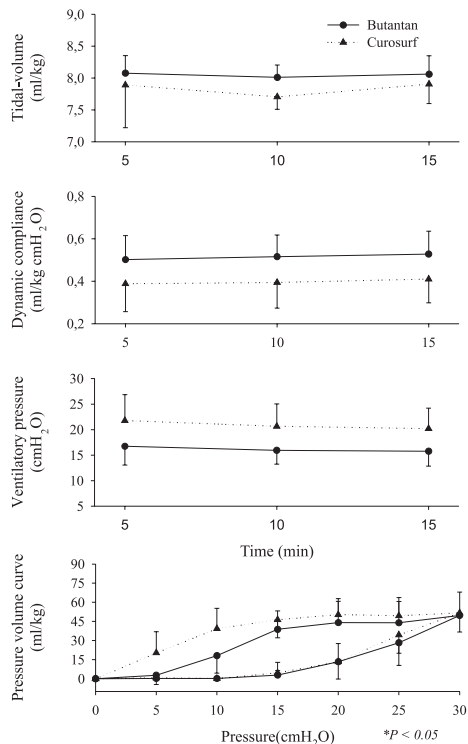 Butantan
Curosurf
Tidal-volume
(ml/kg)
9,0
8,5
8,0
7,5
7,0
5 10 15
Dynamic compliance
(ml/kg cmH2O)
0,8
0,6
0,4
0,2
5 10 15
Ventilatory pressure
(cmH2O)
30
25
20
15
10
5
5 10 15
Time (min)
Pressure volume curve
(ml/kg)
90
75
60
45
30
15
0
0 5 10 15 20 25 30
Pressure(cmH2O)
*P < 0.05